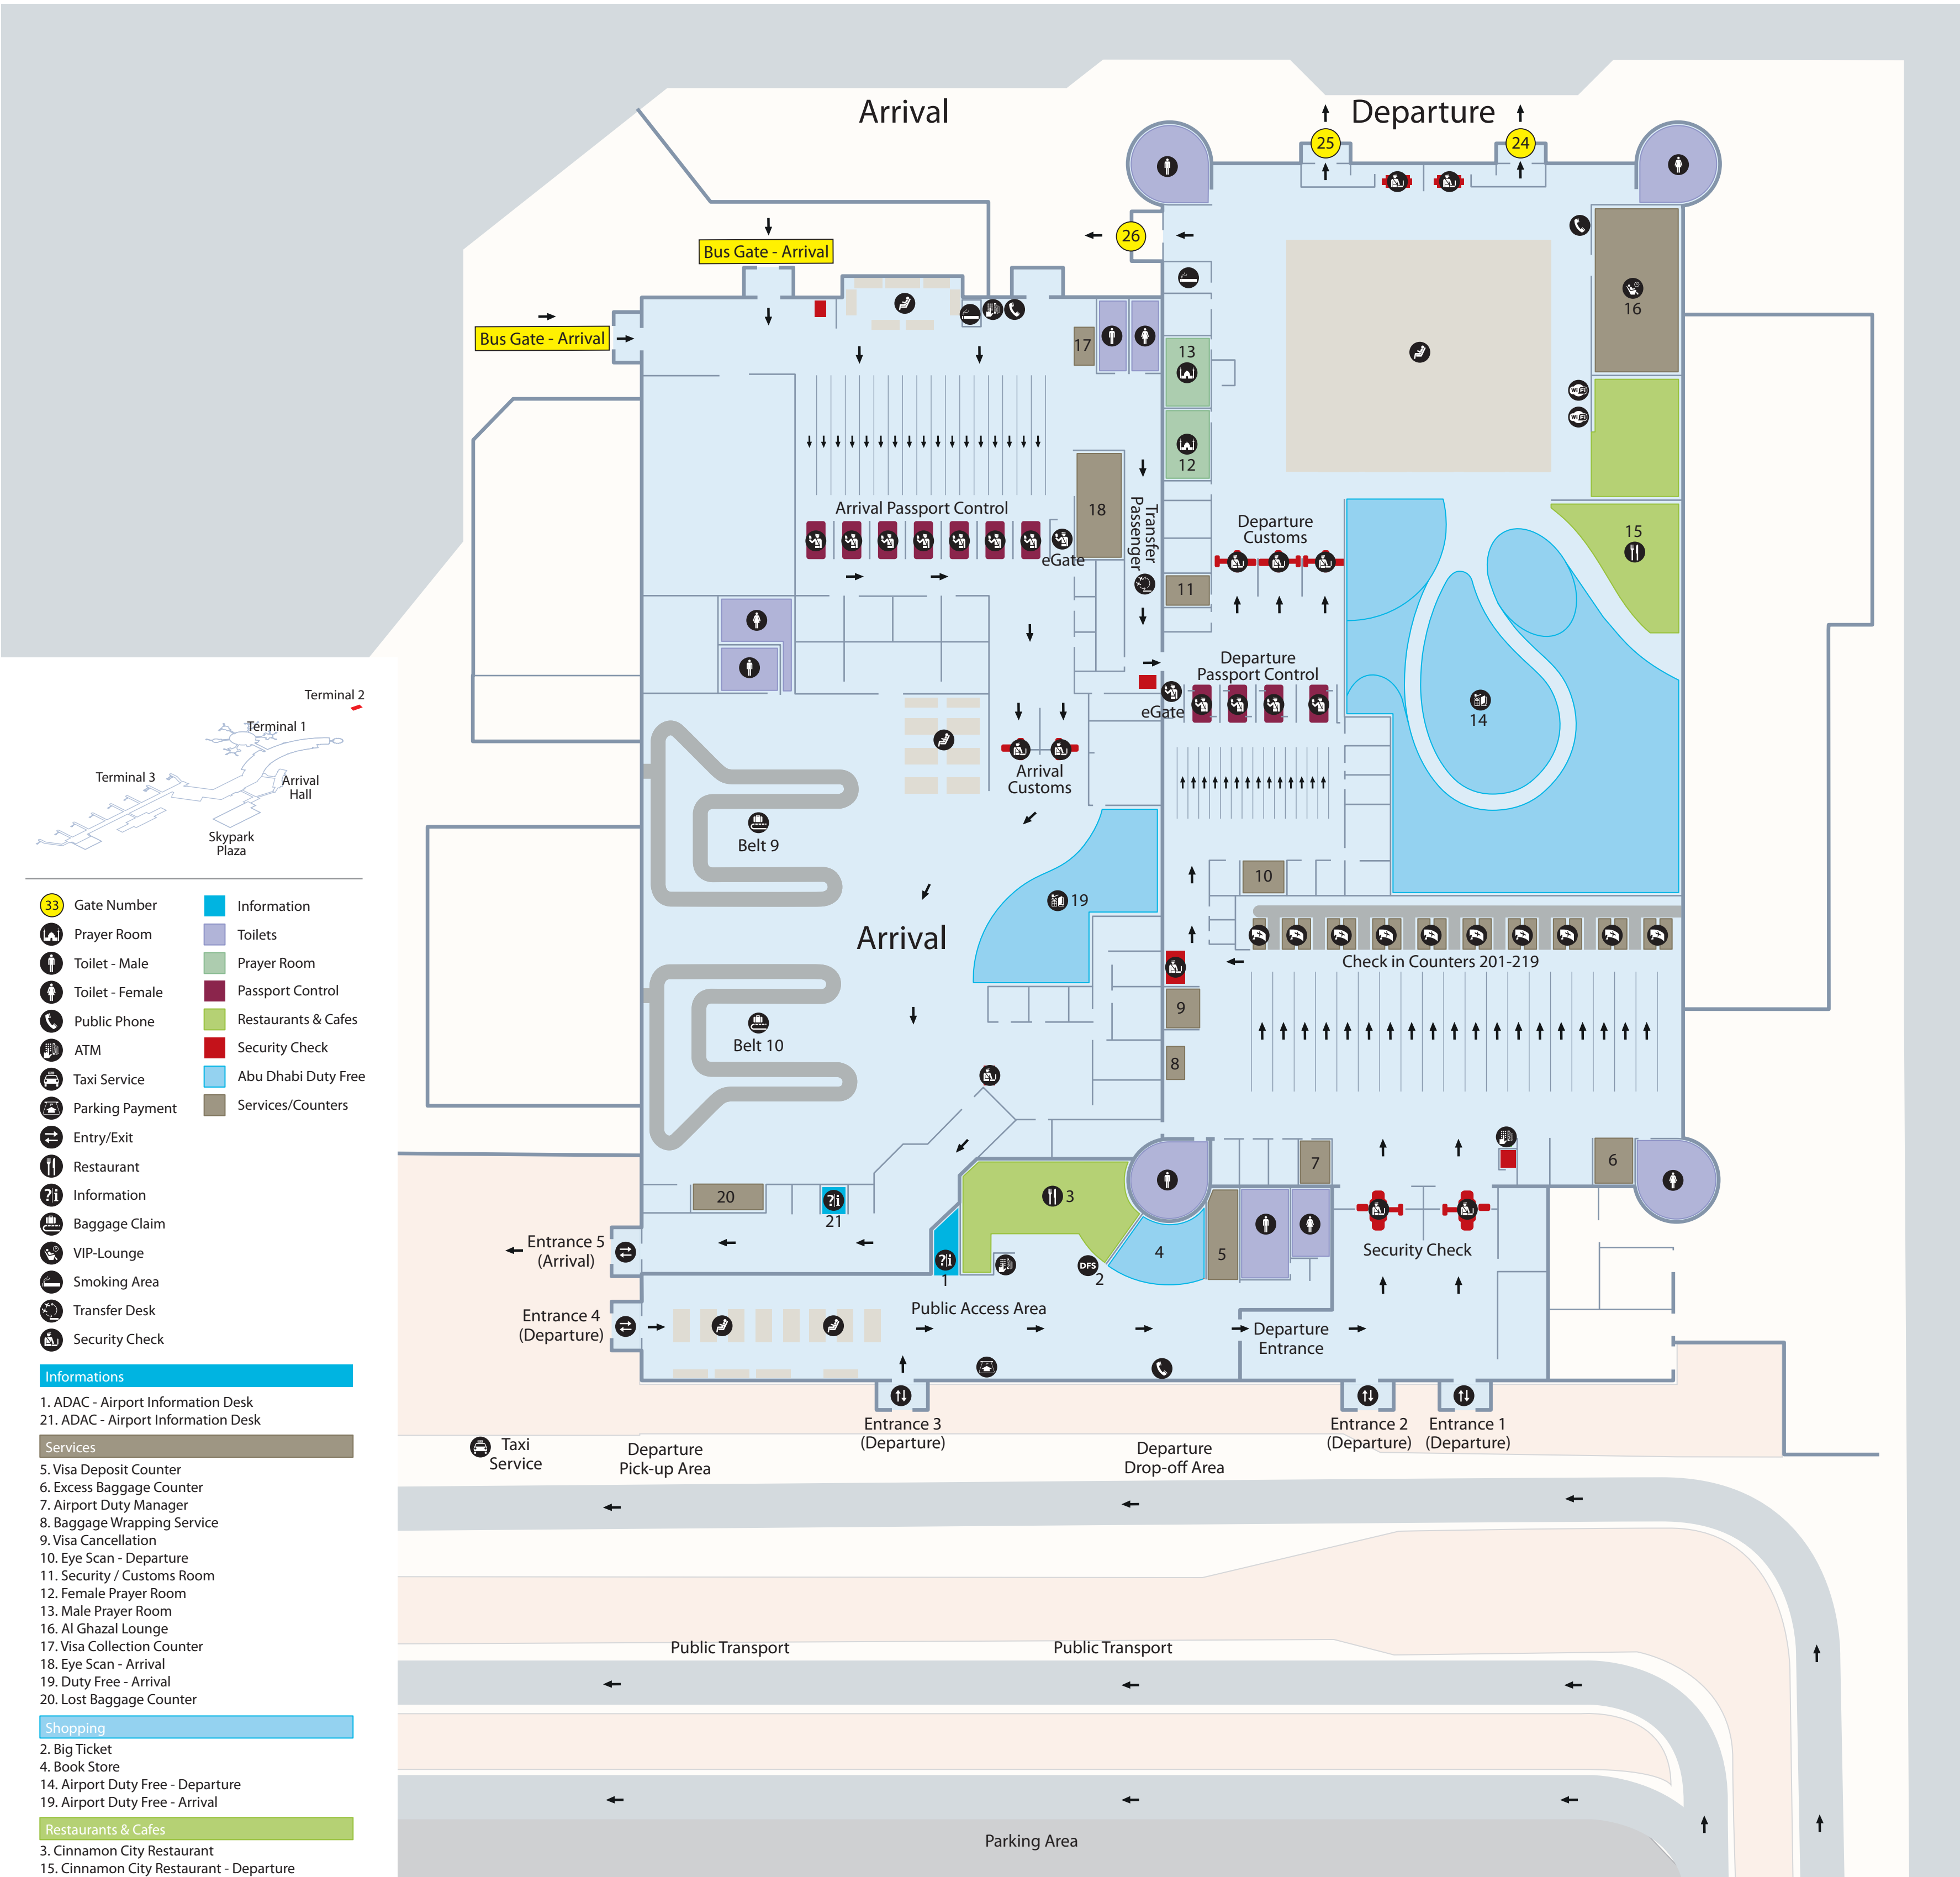 Arrival
Departure
25
24
26
Bus Gate - Arrival
Bus Gate - Arrival
16
17
13
WiFi
WiFi
12
Arrival Passport Control
18
eGate
Transfer
Passenger
Departure
Customs
15
11
Departure
Passport Control
eGate
14
Arrival
Customs
Belt 9
10
19
Arrival
Check in Counters 201-219
9
Belt 10
8
7
6
20
21
3
4
5
Security Check
Entrance 5
(Arrival)
1
DFS
2
Public Access Area
Entrance 4
(Departure)
Departure
Entrance
Entrance 3
(Departure)
Entrance 2
(Departure)
Entrance 1
(Departure)
Taxi
Service
Departure
Pick-up Area
Departure
Drop-off Area
Public Transport
Public Transport
Parking Area
Terminal 2
Terminal 1
Terminal 3
Arrival
Hall
Skypark
Plaza
33
Gate Number
Prayer Room
Toilet - Male
Toilet - Female
Public Phone
ATM
Taxi Service
Parking Payment
Entry/Exit
Restaurant
Information
Baggage Claim
VIP-Lounge
Smoking Area
Transfer Desk
Security Check
Information
Toilets
Prayer Room
Passport Control
Restaurants & Cafes
Security Check
Abu Dhabi Duty Free
Services/Counters
Informations
1. ADAC - Airport Information Desk
21. ADAC - Airport Information Desk
Services
5. Visa Deposit Counter
6. Excess Baggage Counter
7. Airport Duty Manager
8. Baggage Wrapping Service
9. Visa Cancellation
10. Eye Scan - Departure
11. Security / Customs Room
12. Female Prayer Room
13. Male Prayer Room
16. Al Ghazal Lounge
17. Visa Collection Counter
18. Eye Scan - Arrival
19. Duty Free - Arrival
20. Lost Baggage Counter
Shopping
2. Big Ticket
4. Book Store
14. Airport Duty Free - Departure
19. Airport Duty Free - Arrival
Restaurants & Cafes
3. Cinnamon City Restaurant
15. Cinnamon City Restaurant - Departure